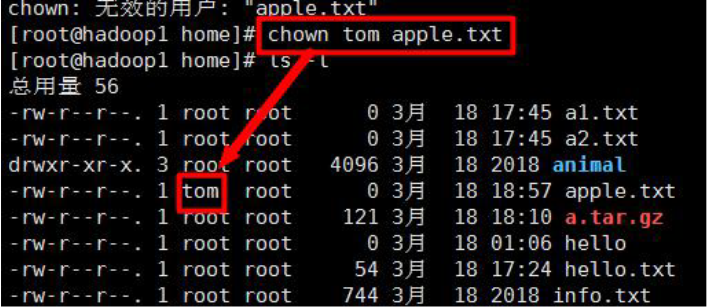 chown: 无效的用户: "apple.txt"
[root@hadoop1 home]# chown tom apple.txt
[root@hadoop1 home]# ls -l
总用量 56
-rw-r--r--. 1 root root 0 3月 18 17:45 a1.txt
-rw-r--r--. 1 root root 0 3月 18 17:45 a2.txt
drwxr-xr-x. 3 root root 4096 3月 18 2018 animal
-rw-r--r--. 1 tom root 0 3月 18 18:57 apple.txt
-rw-r--r--. 1 root root 121 3月 18 18:10 a.tar.gz
-rw-r--r--. 1 root root 0 3月 18 01:06 hello
-rw-r--r--. 1 root root 54 3月 18 17:24 hello.txt
-rw-r--r--. 1 root root 744 3月 18 2018 info.txt